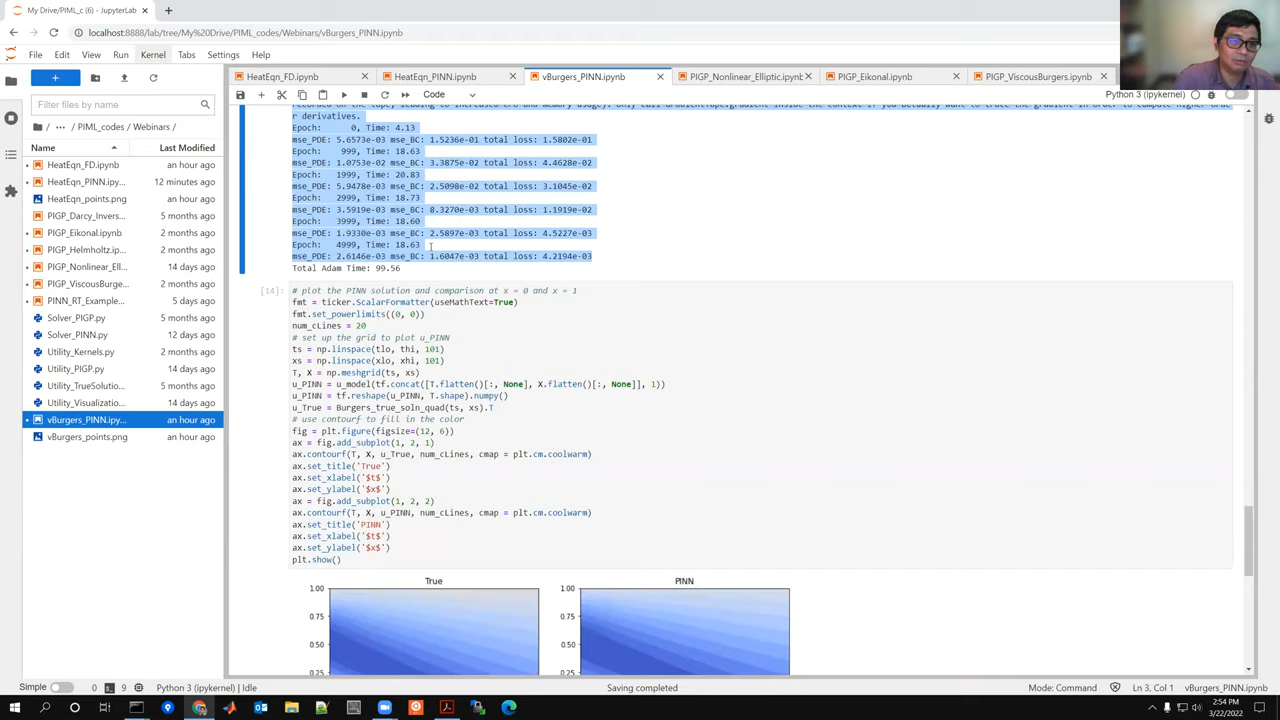 My Drive/PIML_c (6) - JupyterLab
localhost:8888/lab/tree/My%20Drive/PIML_codes/Webinars/vBurgers_PINN.ipynb
File Edit View Run Kernel Tabs Settings Help
HeatEqn_FD.ipynb HeatEqn_PINN.ipynb vBurgers_PINN.ipynb PIGP_Nonlinear_Elliptic.ipynb PIGP_Eikonal.ipynb PIGP_ViscousBurgers.ipynb
Code
Python 3 (ipykernel)
Filter files by name
/ ··· / PIML_codes / Webinars /
Name Last Modified
HeatEqn_FD.ipynb an hour ago
HeatEqn_PINN.ipy... 12 minutes ago
HeatEqn_points.png an hour ago
PIGP_Darcy_Invers... 5 months ago
PIGP_Eikonal.ipynb 2 months ago
PIGP_Helmholtz.ip... 5 months ago
PIGP_Nonlinear_Ell... 14 days ago
PIGP_ViscousBurge... 2 months ago
PINN_RT_Example... 5 days ago
Solver_PIGP.py 2 months ago
Solver_PINN.py 12 days ago
Utility_Kernels.py 2 months ago
Utility_PIGP.py 14 days ago
Utility_TrueSolution... 5 months ago
Utility_Visualizatio... 14 days ago
vBurgers_PINN.ipy... an hour ago
vBurgers_points.png an hour ago
r derivatives.
Epoch: 0, Time: 4.13
mse_PDE: 5.6573e-03 mse_BC: 1.5236e-01 total loss: 1.5802e-01
Epoch: 999, Time: 18.63
mse_PDE: 1.0753e-02 mse_BC: 3.3875e-02 total loss: 4.4628e-02
Epoch: 1999, Time: 20.83
mse_PDE: 5.9478e-03 mse_BC: 2.5098e-02 total loss: 3.1045e-02
Epoch: 2999, Time: 18.73
mse_PDE: 3.5919e-03 mse_BC: 8.3270e-03 total loss: 1.1919e-02
Epoch: 3999, Time: 18.60
mse_PDE: 1.9330e-03 mse_BC: 2.5897e-03 total loss: 4.5227e-03
Epoch: 4999, Time: 18.63
mse_PDE: 2.6146e-03 mse_BC: 1.6047e-03 total loss: 4.2194e-03
Total Adam Time: 99.56
[14]:
# plot the PINN solution and comparison at x = 0 and x = 1
fmt = ticker.ScalarFormatter(useMathText=True)
fmt.set_powerlimits((0, 0))
num_cLines = 20
# set up the grid to plot u_PINN
ts = np.linspace(tlo, thi, 101)
xs = np.linspace(xlo, xhi, 101)
T, X = np.meshgrid(ts, xs)
u_PINN = u_model(tf.concat([T.flatten()[:, None], X.flatten()[:, None]], 1))
u_PINN = tf.reshape(u_PINN, T.shape).numpy()
u_True = Burgers_true_soln_quad(ts, xs).T
# use contourf to fill in the color
fig = plt.figure(figsize=(12, 6))
ax = fig.add_subplot(1, 2, 1)
ax.contourf(T, X, u_True, num_cLines, cmap = plt.cm.coolwarm)
ax.set_title('True')
ax.set_xlabel('$t$')
ax.set_ylabel('$x$')
ax = fig.add_subplot(1, 2, 2)
ax.contourf(T, X, u_PINN, num_cLines, cmap = plt.cm.coolwarm)
ax.set_title('PINN')
ax.set_xlabel('$t$')
ax.set_ylabel('$x$')
plt.show()
True PINN
1.00 1.00
0.75 0.75
0.50 0.50
0.25 0.25
Simple 0 9 Python 3 (ipykernel) | Idle Saving completed Mode: Command Ln 3, Col 1 vBurgers_PINN.ipynb
2:54 PM
3/22/2022